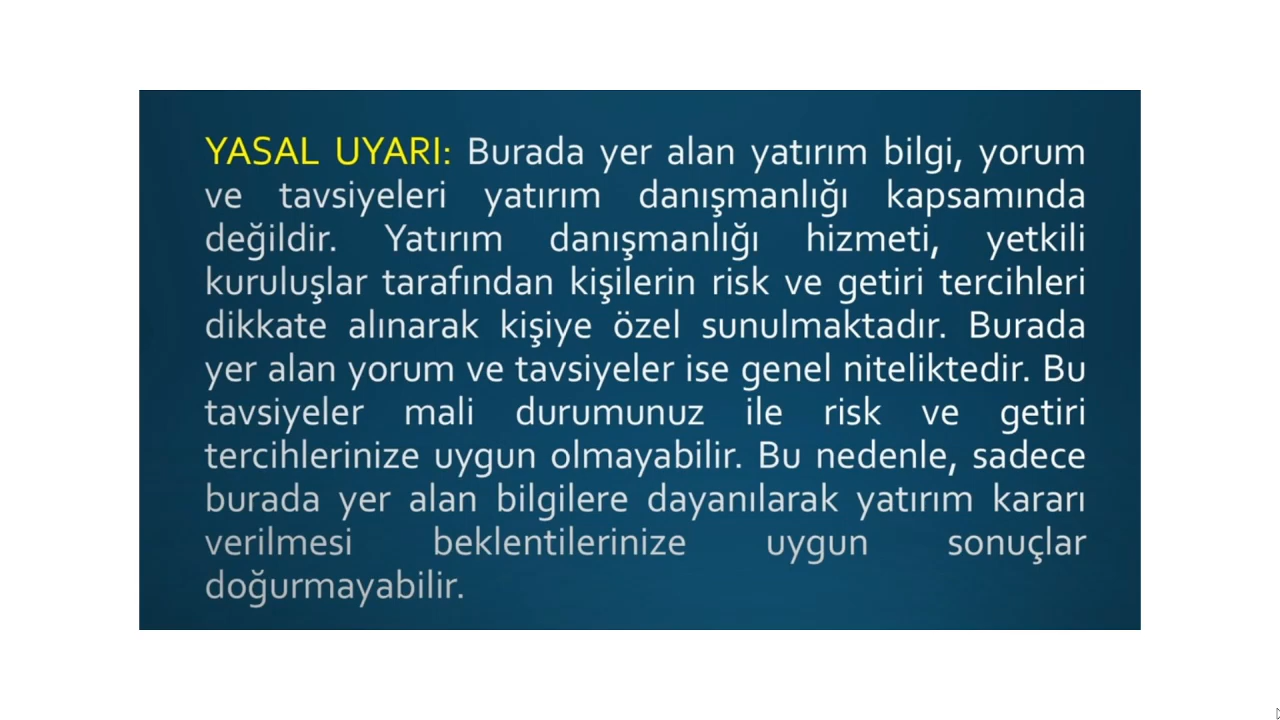 YASAL UYARI: Burada yer alan yatırım bilgi, yorum
ve tavsiyeleri yatırım danışmanlığı kapsamında
değildir. Yatırım danışmanlığı hizmeti, yetkili
kuruluşlar tarafından kişilerin risk ve getiri tercihleri
dikkate alınarak kişiye özel sunulmaktadır. Burada
yer alan yorum ve tavsiyeler ise genel niteliktedir. Bu
tavsiyeler mali durumunuz ile risk ve getiri
tercihlerinize uygun olmayabilir. Bu nedenle, sadece
burada yer alan bilgilere dayanılarak yatırım kararı
verilmesi beklentilerinize uygun sonuçlar
doğurmayabilir.